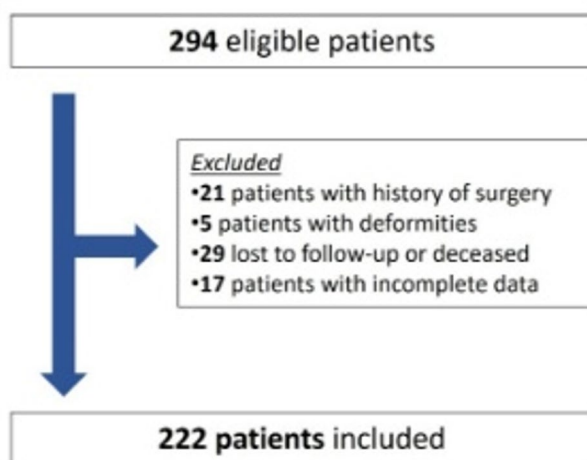 294 eligible patients
Excluded
•21 patients with history of surgery
•5 patients with deformities
•29 lost to follow-up or deceased
•17 patients with incomplete data
222 patients included